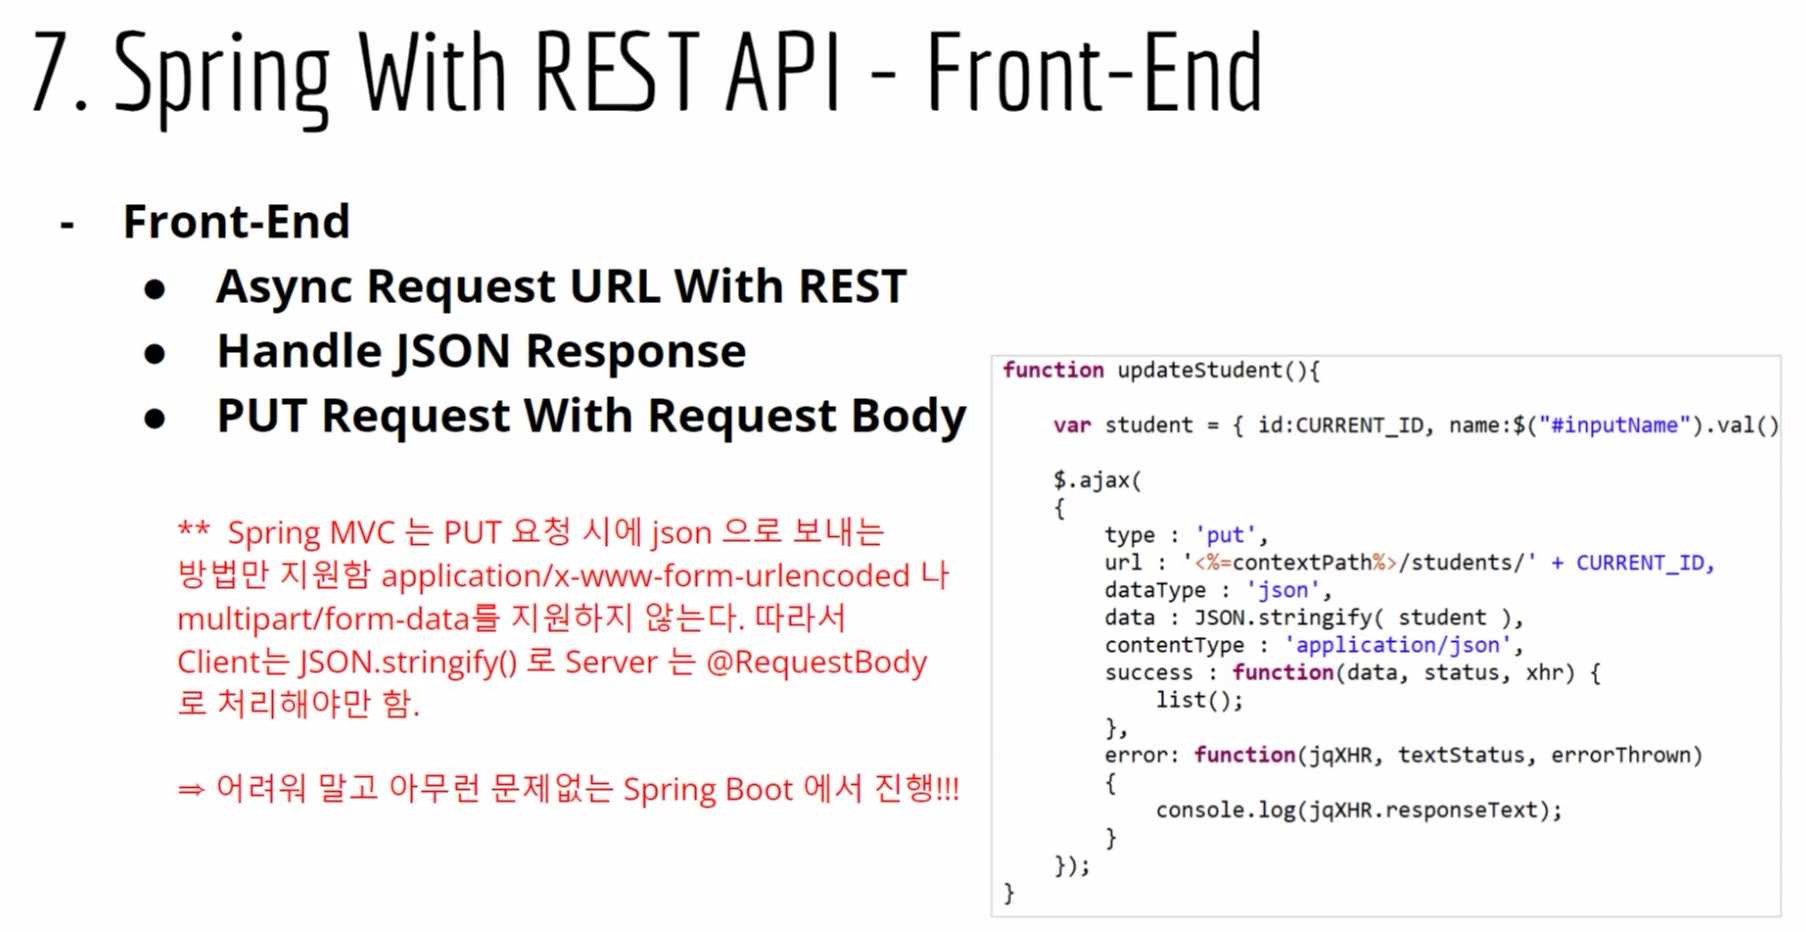 7. Spring With REST API - Front-End
- Front-End
● Async Request URL With REST
● Handle JSON Response
● PUT Request With Request Body
** Spring MVC 는 PUT 요청 시에 json 으로 보내는
방법만 지원함 application/x-www-form-urlencoded 나
multipart/form-data를 지원하지 않는다. 따라서
Client는 JSON.stringify() 로 Server 는 @RequestBody
로 처리해야만 함.
⇒ 어려워 말고 아무런 문제없는 Spring Boot 에서 진행!!!
function updateStudent(){
var student = { id:CURRENT_ID, name:$("#inputName").val()
$.ajax(
{
type : 'put',
url : '<%=contextPath%>/students/' + CURRENT_ID,
dataType : 'json',
data : JSON.stringify( student ),
contentType : 'application/json',
success : function(data, status, xhr) {
list();
},
error: function(jqXHR, textStatus, errorThrown)
{
console.log(jqXHR.responseText);
}
});
}